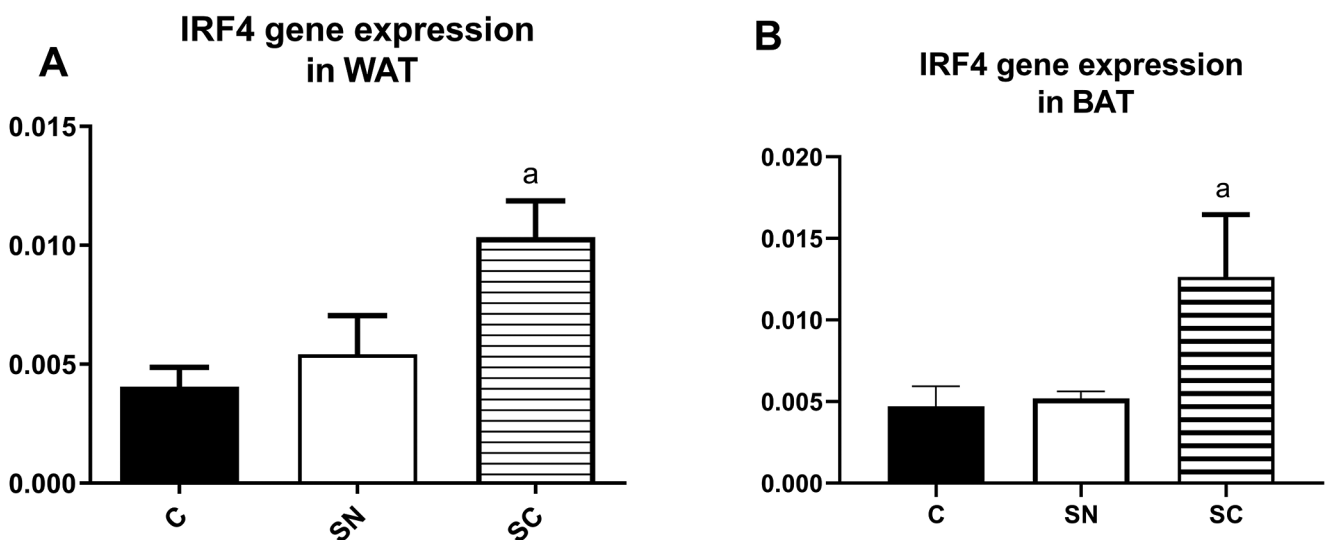 A
IRF4 gene expression
in WAT
0.015
0.010
0.005
0.000
a
C
SN
SC
B
IRF4 gene expression
in BAT
0.020
0.015
0.010
0.005
0.000
a
C
SN
SC